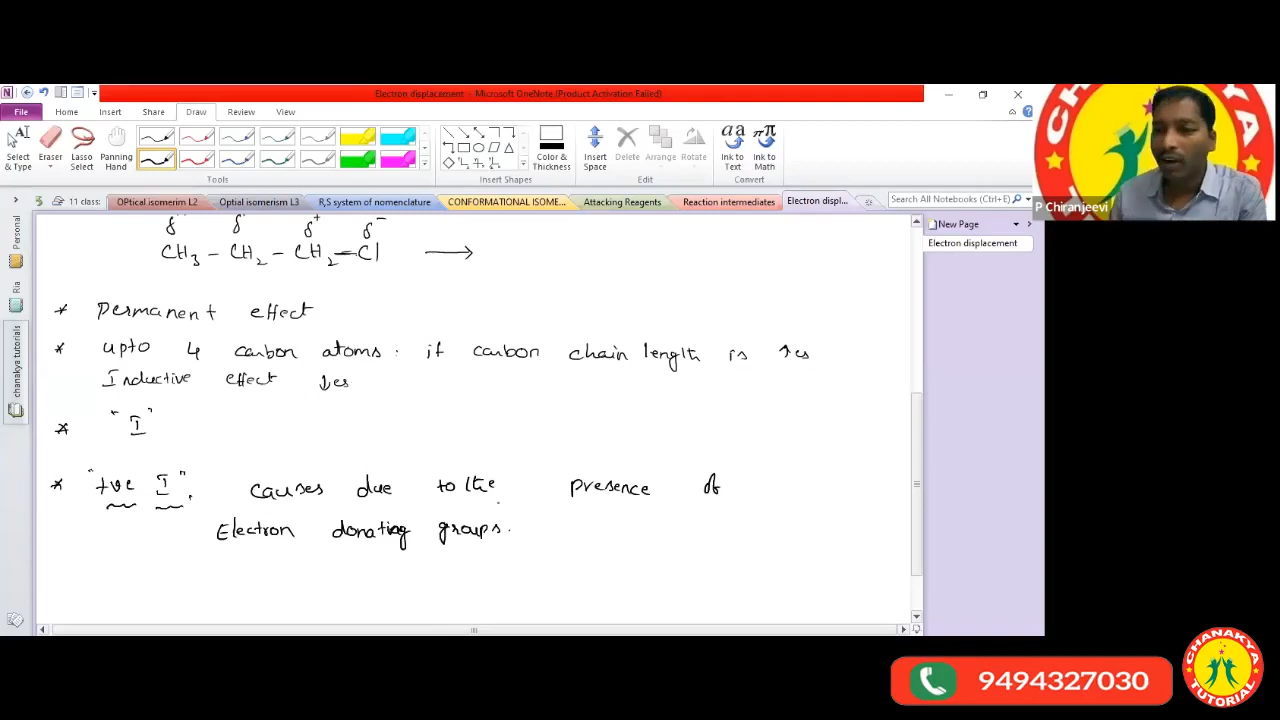 Electron displacement - Microsoft OneNote (Product Activation Failed)
File Home Insert Share Draw Review View
Select & Type
Eraser
Lasso Select
Panning Hand
Color & Thickness
Insert Space
Delete
Arrange
Rotate
Ink to Text
Ink to Math
Tools
Insert Shapes
Edit
Convert
11 class: OPtical isomerim L2 Optial isomerism L3 R,S system of nomenclature CONFORMATIONAL ISOME... Attacking Reagents Reaction intermediates Electron displ... Search All Notebooks (Ctrl+E)
P Chiranjeevi
New Page
Electron displacement
Personal
Ria
chanakya tutorials
δ⁺ δ⁻
CH₃ – CH₂ – CH₂ – Cl →
* Permanent effect
* upto 4 carbon atoms. if carbon chain length is ↑es
Inductive effect ↓es
* "I"
* "+ve I". causes due to the presence of
Electron donating groups.
9494327030
CHANAKYA
TUTORIAL